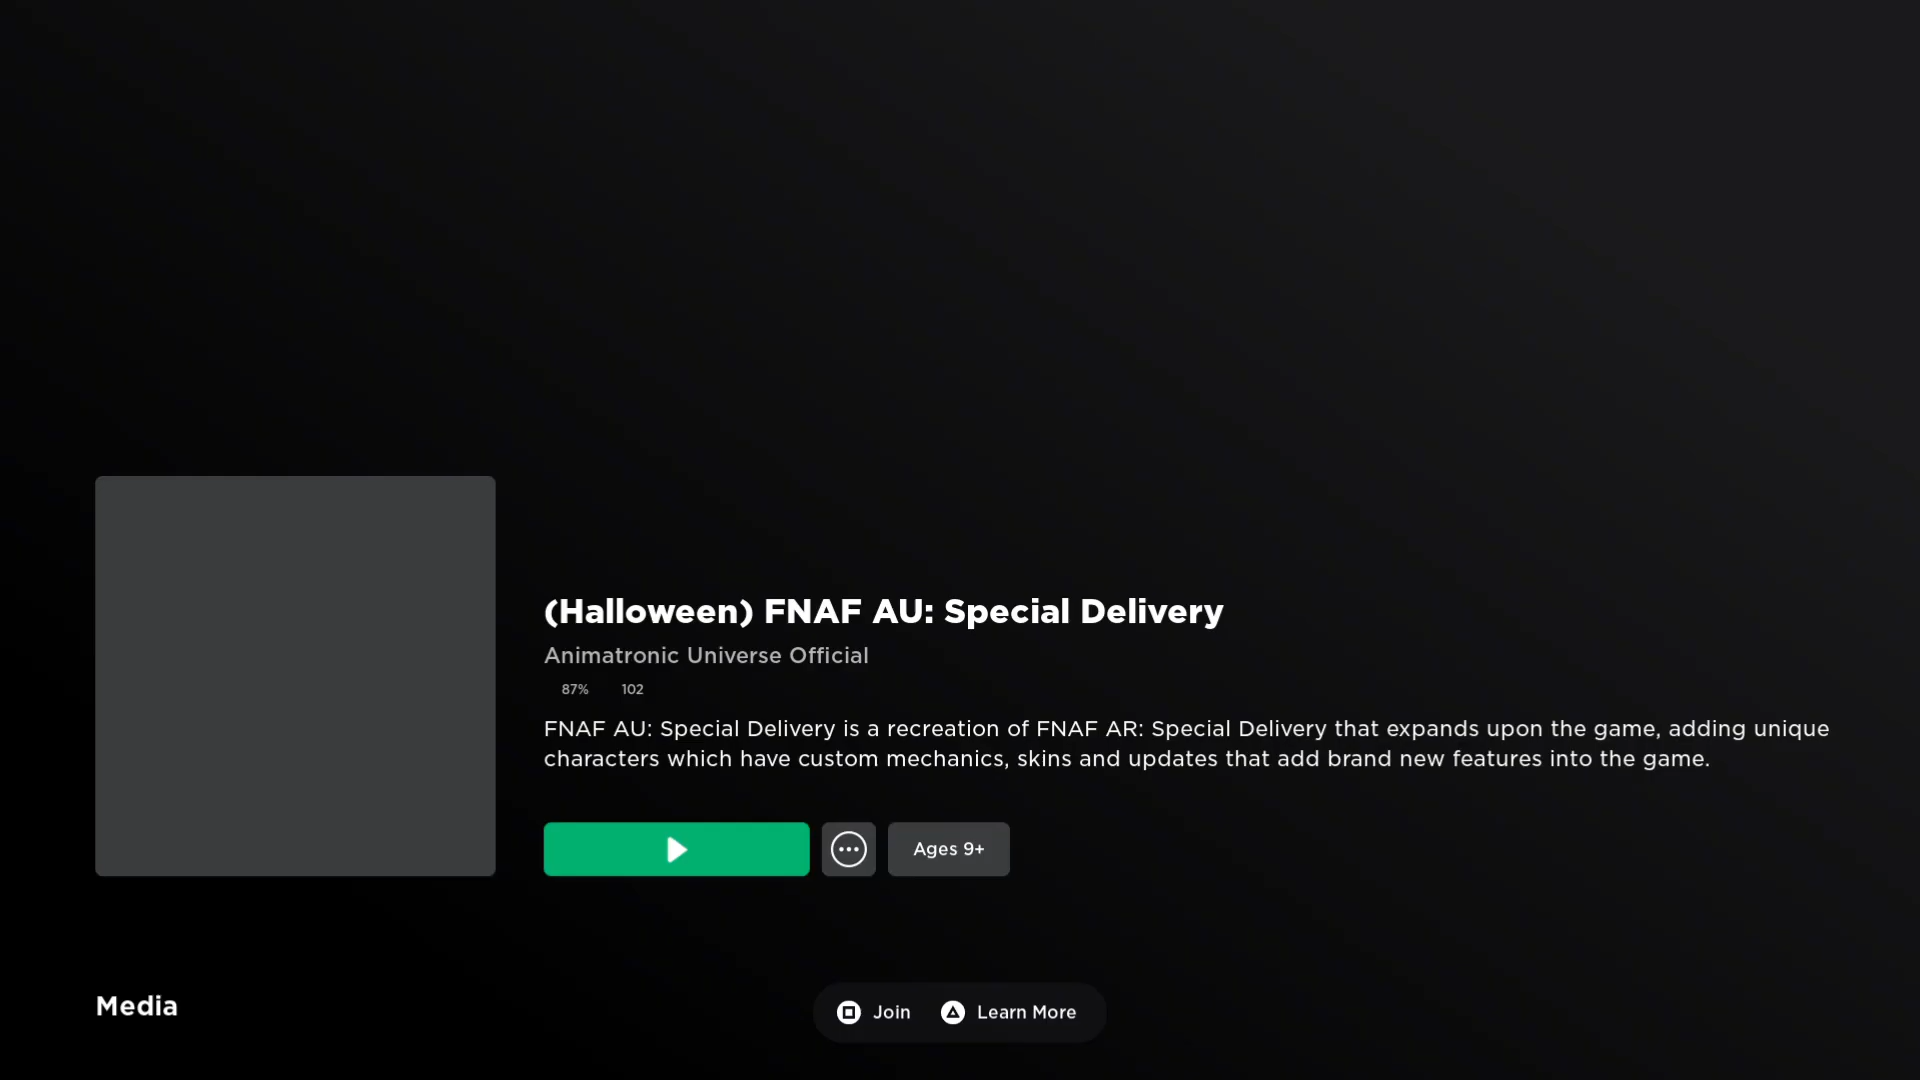 (Halloween) FNAF AU: Special Delivery
Animatronic Universe Official
87% 102
FNAF AU: Special Delivery is a recreation of FNAF AR: Special Delivery that expands upon the game, adding unique
characters which have custom mechanics, skins and updates that add brand new features into the game.
Ages 9+
Media
Join Learn More